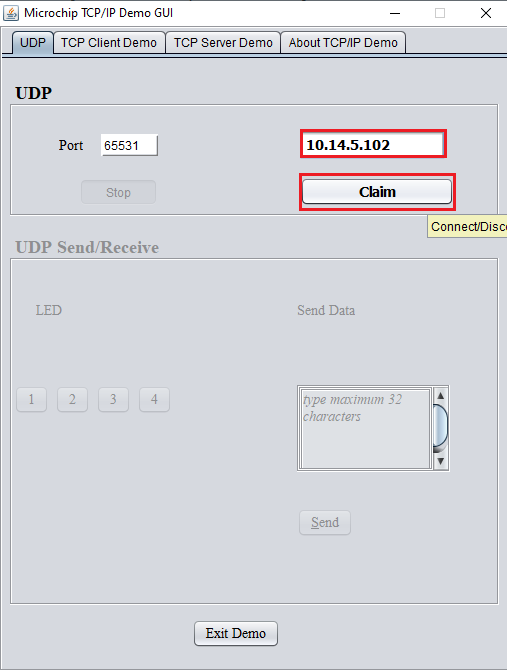 Microchip TCP/IP Demo GUI
UDP TCP Client Demo TCP Server Demo About TCP/IP Demo
UDP
Port 65531 10.14.5.102
Stop Claim
Connect/Disc
UDP Send/Receive
LED Send Data
1 2 3 4
type maximum 32
characters
Send
Exit Demo